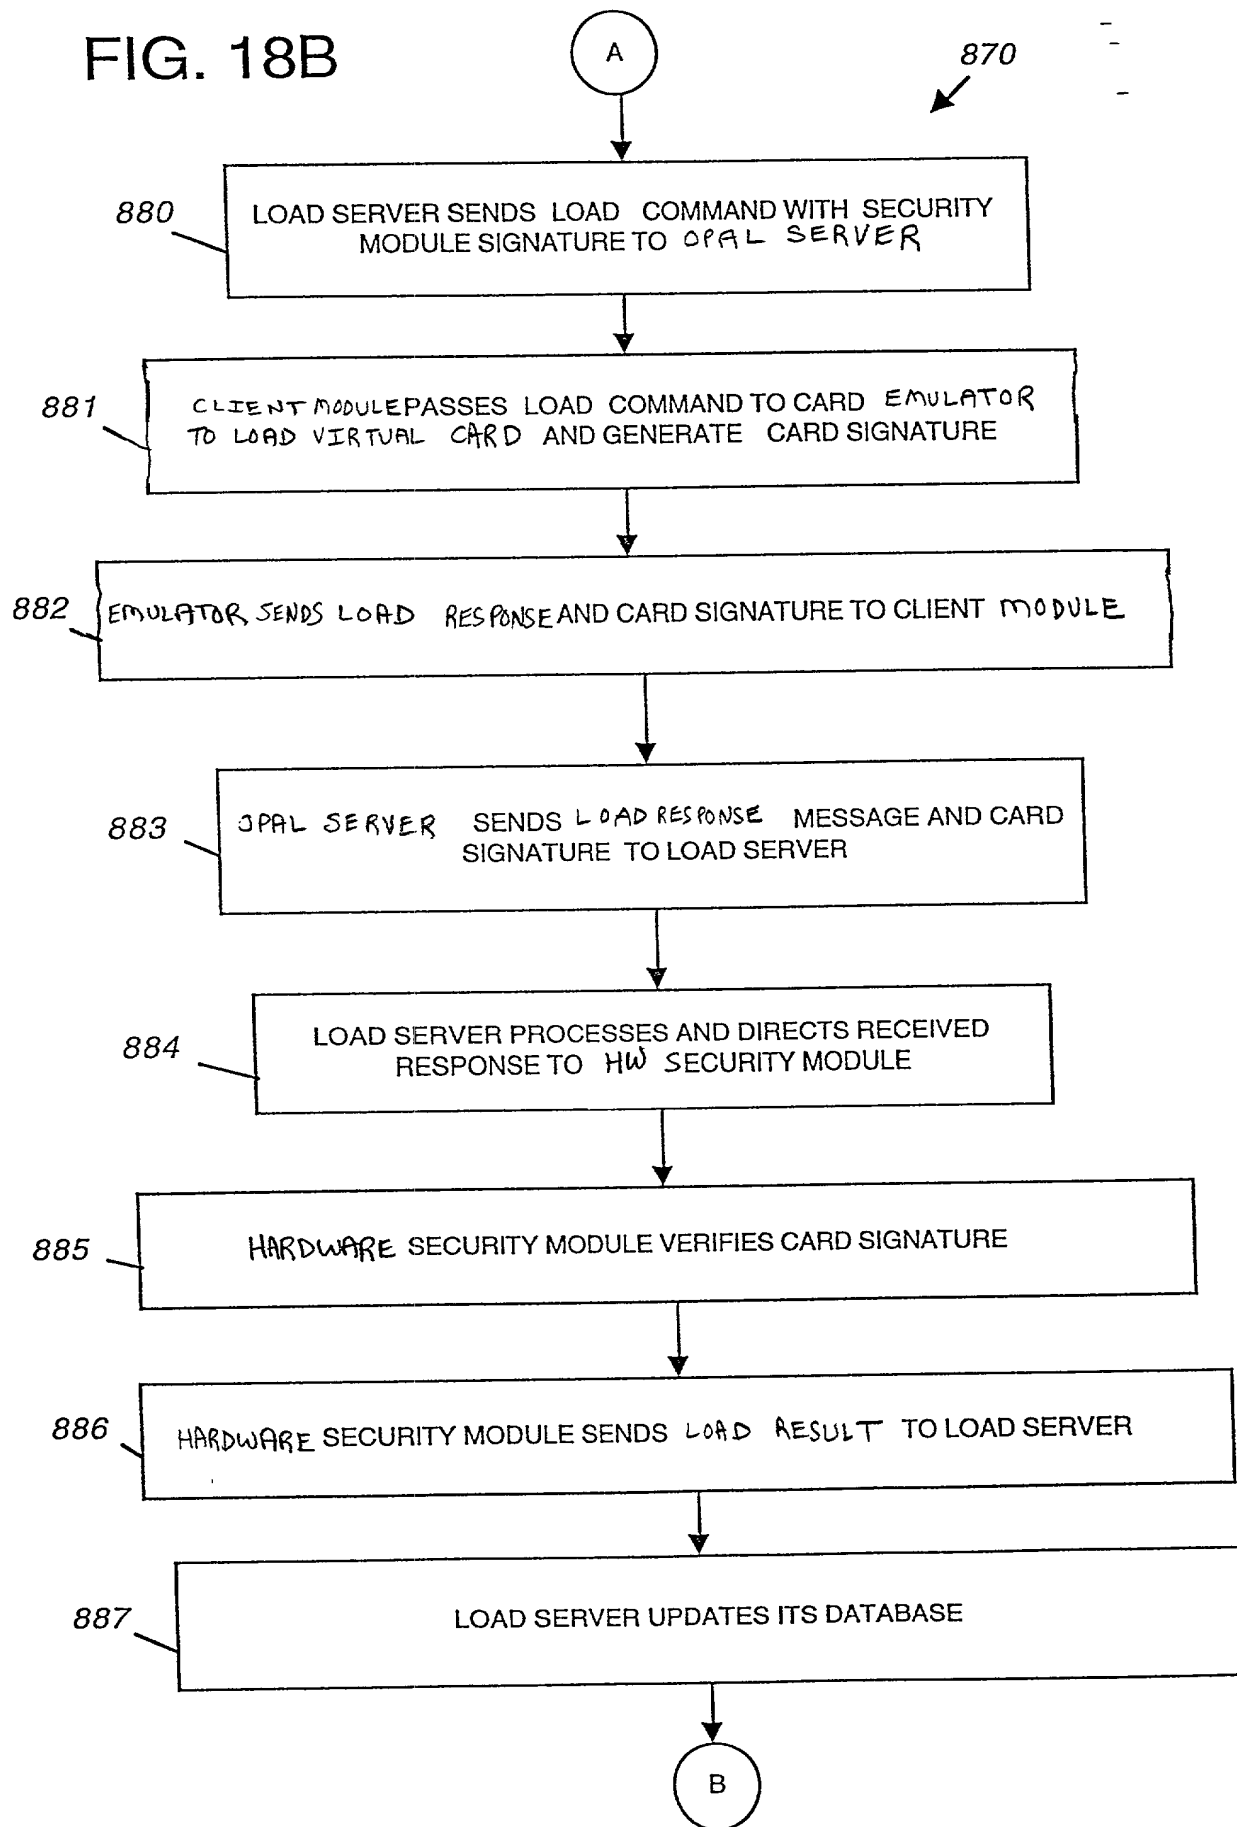 FIG. 18B
A
870
880
LOAD SERVER SENDS LOAD COMMAND WITH SECURITY
MODULE SIGNATURE TO OPAL SERVER
881
CLIENT MODULE PASSES LOAD COMMAND TO CARD EMULATOR
TO LOAD VIRTUAL CARD AND GENERATE CARD SIGNATURE
882
EMULATOR SENDS LOAD RESPONSE AND CARD SIGNATURE TO CLIENT MODULE
883
OPAL SERVER SENDS LOAD RESPONSE MESSAGE AND CARD
SIGNATURE TO LOAD SERVER
884
LOAD SERVER PROCESSES AND DIRECTS RECEIVED
RESPONSE TO HW SECURITY MODULE
885
HARDWARE SECURITY MODULE VERIFIES CARD SIGNATURE
886
HARDWARE SECURITY MODULE SENDS LOAD RESULT TO LOAD SERVER
887
LOAD SERVER UPDATES ITS DATABASE
B